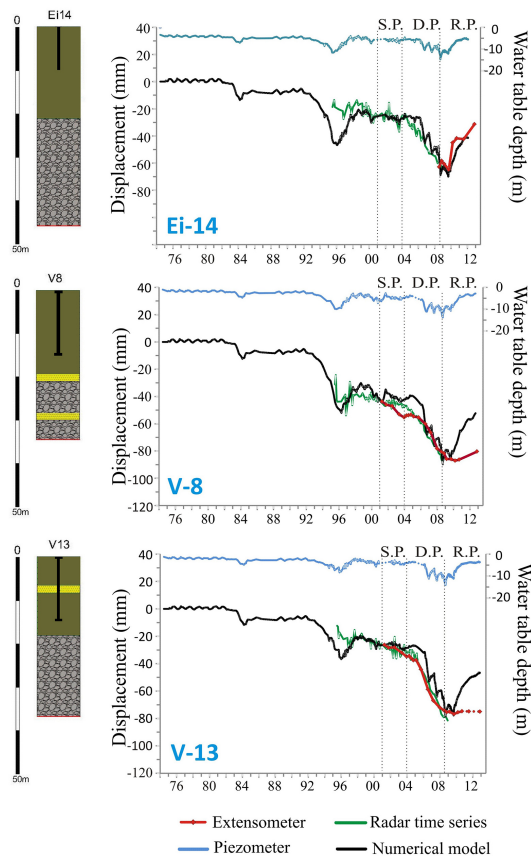 Ei14
0
50m
40
20
0
-20
-40
-60
-80
Displacement (mm)
S.P. D.P. R.P.
0
-10
-20
Water table depth (m)
Ei-14
76 80 84 88 92 96 00 04 08 12
V8
0
50m
40
20
0
-20
-40
-60
-80
-100
-120
Displacement (mm)
S.P. D.P. R.P.
0
-10
-20
Water table depth (m)
V-8
76 80 84 88 92 96 00 04 08 12
V13
0
50m
40
20
0
-20
-40
-60
-80
-100
-120
Displacement (mm)
S.P. D.P. R.P.
0
-10
-20
Water table depth (m)
V-13
76 80 84 88 92 96 00 04 08 12
Extensometer Radar time series
Piezometer Numerical model